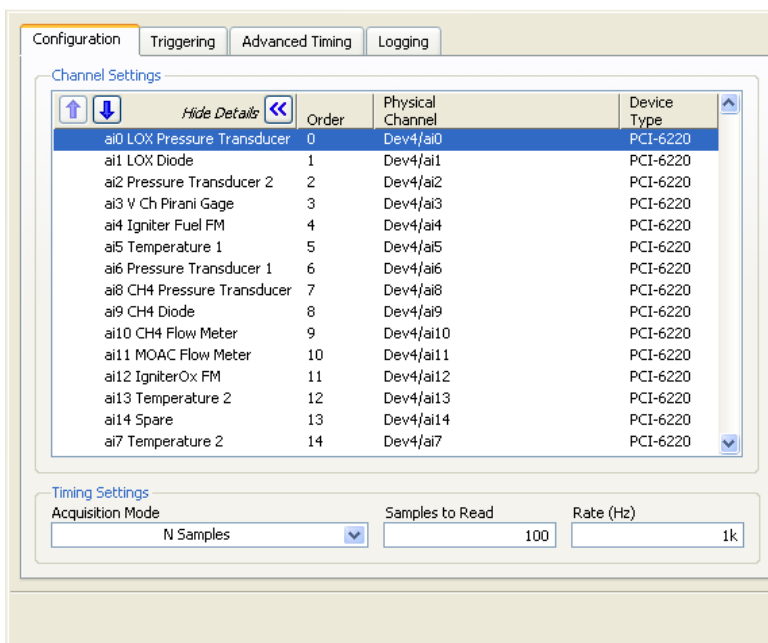 Configuration Triggering Advanced Timing Logging
Channel Settings
Hide Details Order Physical Channel Device Type
ai0 LOX Pressure Transducer 0 Dev4/ai0 PCI-6220
ai1 LOX Diode 1 Dev4/ai1 PCI-6220
ai2 Pressure Transducer 2 2 Dev4/ai2 PCI-6220
ai3 V Ch Pirani Gage 3 Dev4/ai3 PCI-6220
ai4 Igniter Fuel FM 4 Dev4/ai4 PCI-6220
ai5 Temperature 1 5 Dev4/ai5 PCI-6220
ai6 Pressure Transducer 1 6 Dev4/ai6 PCI-6220
ai8 CH4 Pressure Transducer 7 Dev4/ai8 PCI-6220
ai9 CH4 Diode 8 Dev4/ai9 PCI-6220
ai10 CH4 Flow Meter 9 Dev4/ai10 PCI-6220
ai11 MOAC Flow Meter 10 Dev4/ai11 PCI-6220
ai12 IgniterOx FM 11 Dev4/ai12 PCI-6220
ai13 Temperature 2 12 Dev4/ai13 PCI-6220
ai14 Spare 13 Dev4/ai14 PCI-6220
ai7 Temperature 2 14 Dev4/ai7 PCI-6220
Timing Settings
Acquisition Mode Samples to Read Rate (Hz)
N Samples 100 1k